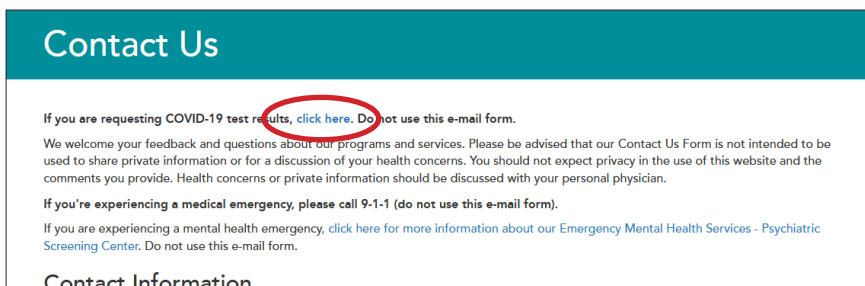 Contact Us
If you are requesting COVID-19 test results, click here. Do not use this e-mail form.
We welcome your feedback and questions about our programs and services. Please be advised that our Contact Us Form is not intended to be
used to share private information or for a discussion of your health concerns. You should not expect privacy in the use of this website and the
comments you provide. Health concerns or private information should be discussed with your personal physician.
If you're experiencing a medical emergency, please call 9-1-1 (do not use this e-mail form).
If you are experiencing a mental health emergency, click here for more information about our Emergency Mental Health Services - Psychiatric
Screening Center. Do not use this e-mail form.
Contact Information